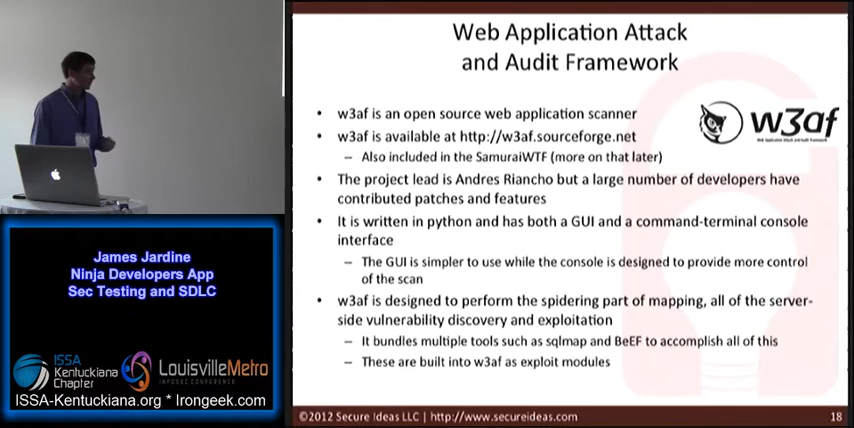 Web Application Attack
and Audit Framework
• w3af is an open source web application scanner
• w3af is available at http://w3af.sourceforge.net
– Also included in the SamuraiWTF (more on that later)
• The project lead is Andres Riancho but a large number of developers have
contributed patches and features
• It is written in python and has both a GUI and a command-terminal console
interface
– The GUI is simpler to use while the console is designed to provide more control
of the scan
• w3af is designed to perform the spidering part of mapping, all of the server-
side vulnerability discovery and exploitation
– It bundles multiple tools such as sqlmap and BeEF to accomplish all of this
– These are built into w3af as exploit modules
w3af
Web Application Attack and Audit Framework
©2012 Secure Ideas LLC | http://www.secureideas.com
18
James Jardine
Ninja Developers App
Sec Testing and SDLC
ISSA
Kentuckiana
Chapter
LouisvilleMetro
INFOSEC CONFERENCE
ISSA-Kentuckiana.org * Irongeek.com